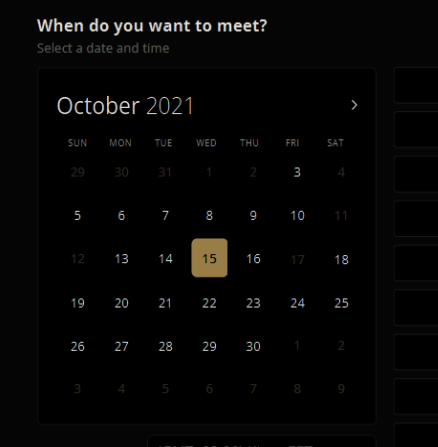 When do you want to meet?
Select a date and time
October 2021
SUN MON TUE WED THU FRI SAT
29 30 31 1 2 3 4
5 6 7 8 9 10 11
12 13 14 15 16 17 18
19 20 21 22 23 24 25
26 27 28 29 30 1 2
3 4 5 6 7 8 9